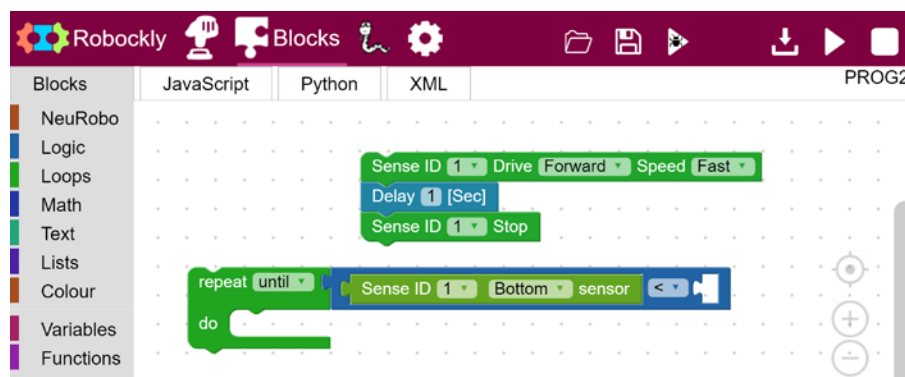 Robockly Blocks
Blocks JavaScript Python XML PROG2
NeuRobo
Logic
Loops
Math
Text
Lists
Colour
Variables
Functions
Sense ID 1 Drive Forward Speed Fast
Delay 1 [Sec]
Sense ID 1 Stop
repeat until Sense ID 1 Bottom sensor <
do